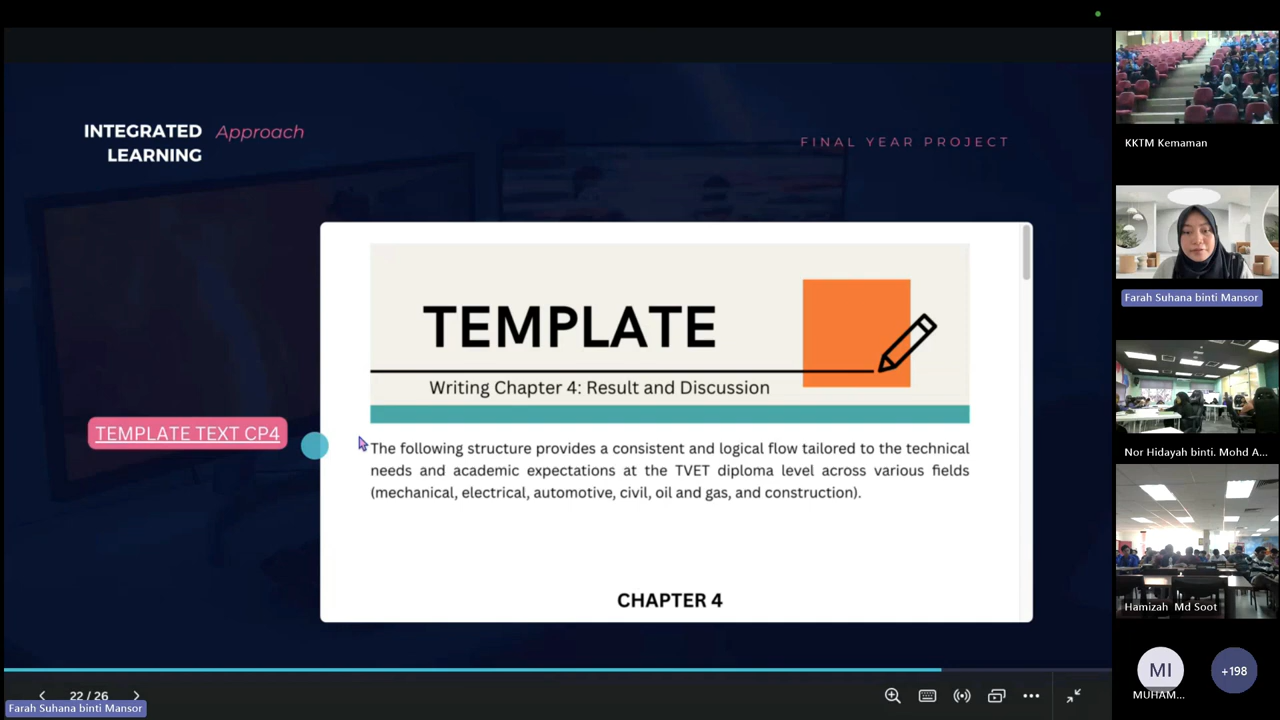 INTEGRATED Approach
LEARNING
FINAL YEAR PROJECT
TEMPLATE
Writing Chapter 4: Result and Discussion
TEMPLATE TEXT CP4
The following structure provides a consistent and logical flow tailored to the technical
needs and academic expectations at the TVET diploma level across various fields
(mechanical, electrical, automotive, civil, oil and gas, and construction).
CHAPTER 4
22 / 26
Farah Suhana binti Mansor
KKTM Kemaman
Farah Suhana binti Mansor
Nor Hidayah binti. Mohd A...
Hamizah Md Soot
MI
MUHAM...
+198